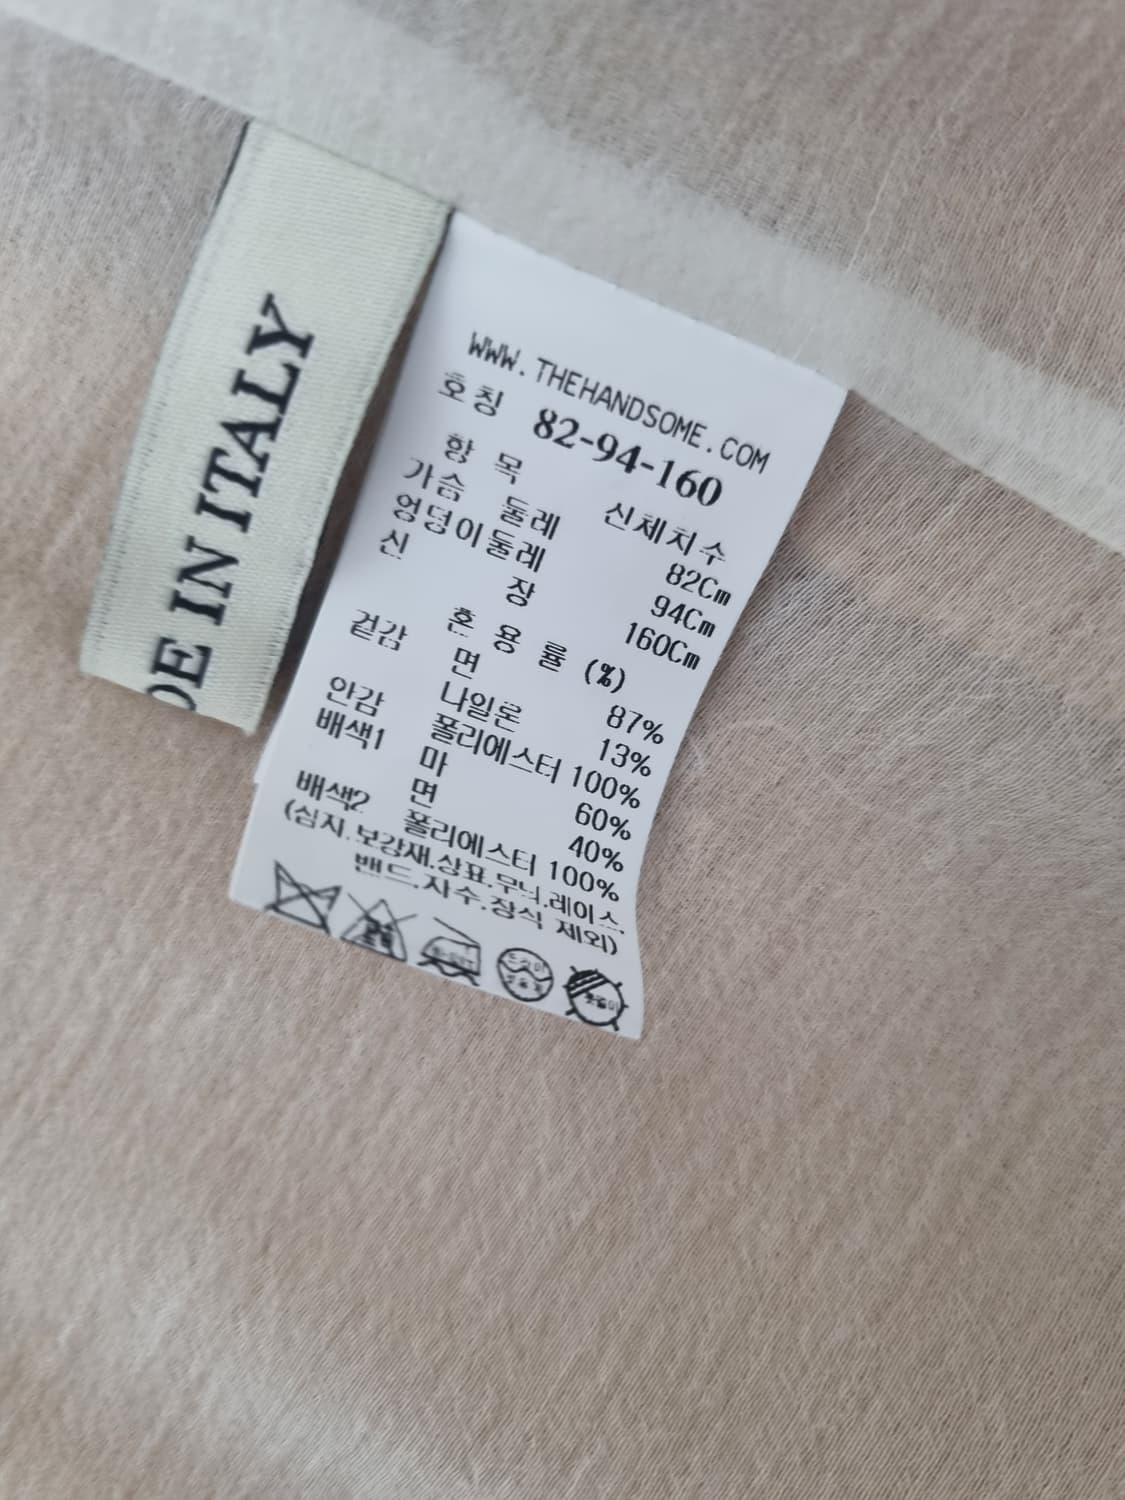 DE IN ITALY
WWW.THEHANDSOME.COM
호칭 82-94-160
항 목 신체치수
가슴 둘레 82Cm
엉덩이둘레 94Cm
신 장 160Cm
혼 용 율 (%)
겉감 면 87%
나일론 13%
안감 폴리에스터 100%
배색1 마 60%
면 40%
배색2 폴리에스터 100%
(심지.보강재.상표.무늬.레이스.
밴드.자수.장식 제외)
드라이